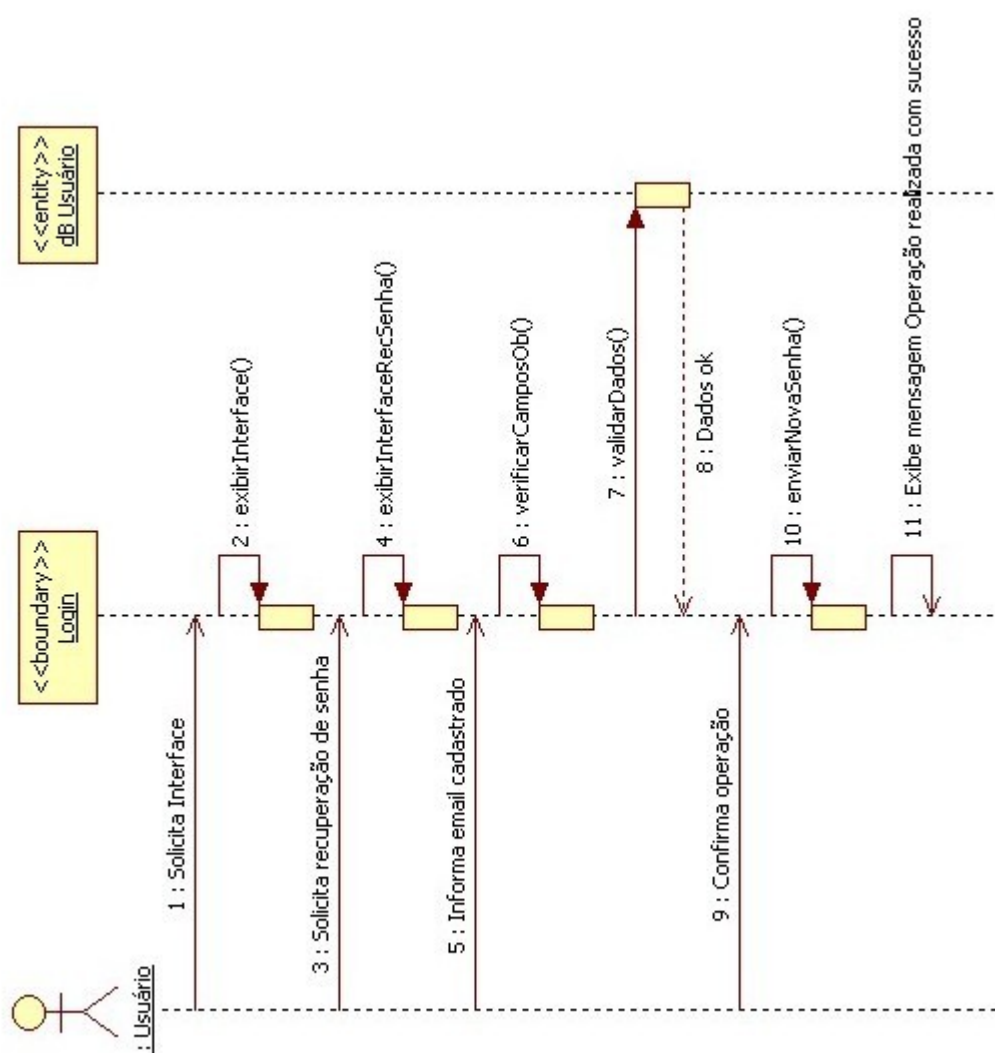 : Usuário
<<boundary>>
Login
<<entity>>
dB Usuário
1 : Solicita Interface
2 : exibirInterface()
3 : Solicita recuperação de senha
4 : exibirInterfaceRecSenha()
5 : Informa email cadastrado
6 : verificarCamposOb()
7 : validarDados()
8 : Dados ok
9 : Confirma operação
10 : enviarNovaSenha()
11 : Exibe mensagem Operação realizada com sucesso